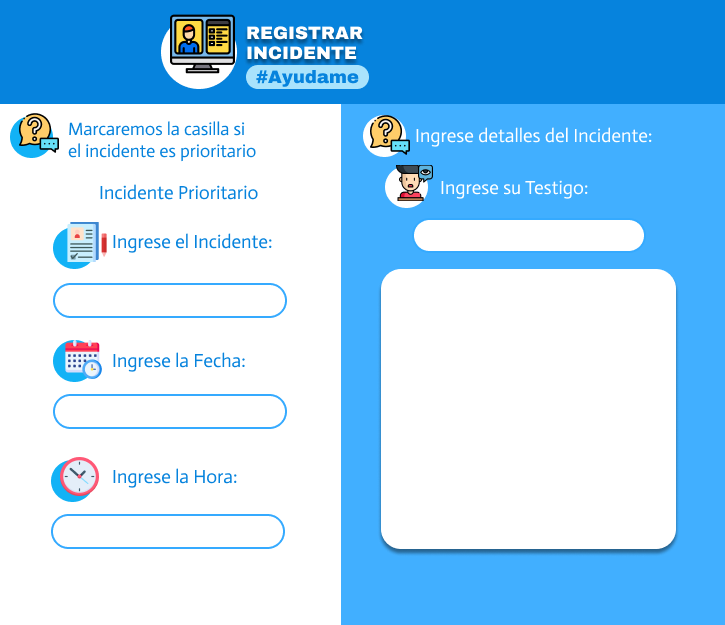 REGISTRAR
INCIDENTE
#Ayudame
Marcaremos la casilla si
el incidente es prioritario
Incidente Prioritario
Ingrese el Incidente:
Ingrese la Fecha:
Ingrese la Hora:
Ingrese detalles del Incidente:
Ingrese su Testigo: